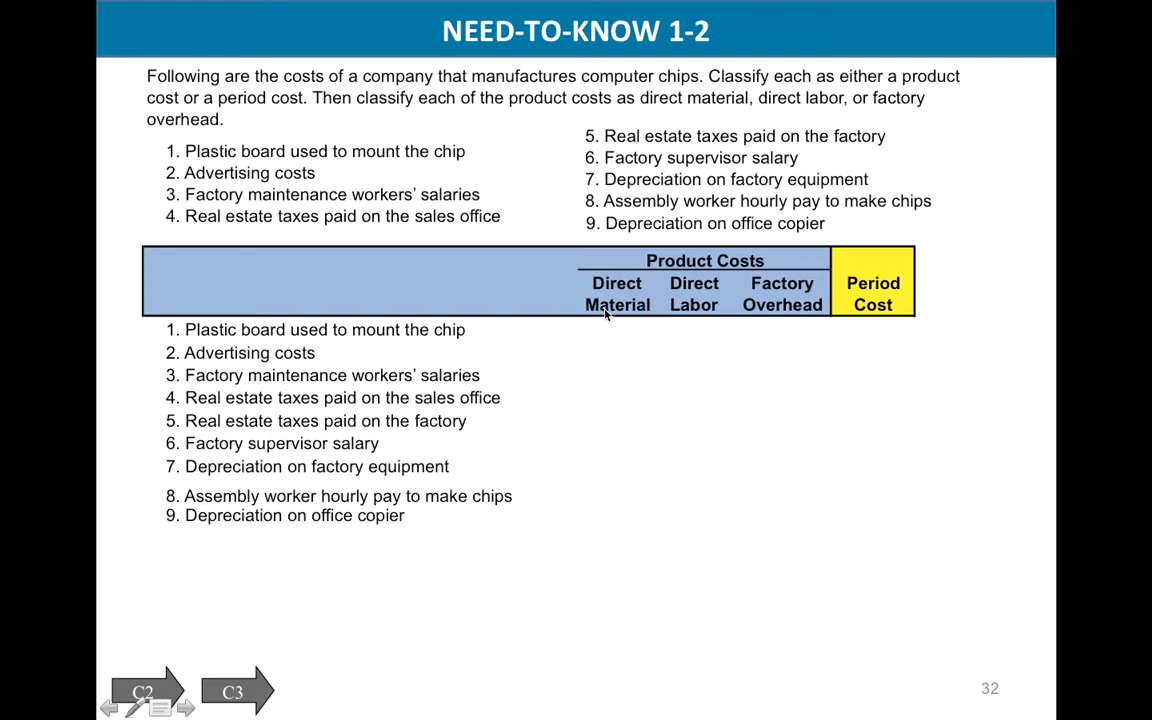 NEED-TO-KNOW 1-2
Following are the costs of a company that manufactures computer chips. Classify each as either a product
cost or a period cost. Then classify each of the product costs as direct material, direct labor, or factory
overhead.
1. Plastic board used to mount the chip
2. Advertising costs
3. Factory maintenance workers’ salaries
4. Real estate taxes paid on the sales office
5. Real estate taxes paid on the factory
6. Factory supervisor salary
7. Depreciation on factory equipment
8. Assembly worker hourly pay to make chips
9. Depreciation on office copier
Product Costs
Direct Material
Direct Labor
Factory Overhead
Period Cost
1. Plastic board used to mount the chip
2. Advertising costs
3. Factory maintenance workers’ salaries
4. Real estate taxes paid on the sales office
5. Real estate taxes paid on the factory
6. Factory supervisor salary
7. Depreciation on factory equipment
8. Assembly worker hourly pay to make chips
9. Depreciation on office copier
C2
C3
32